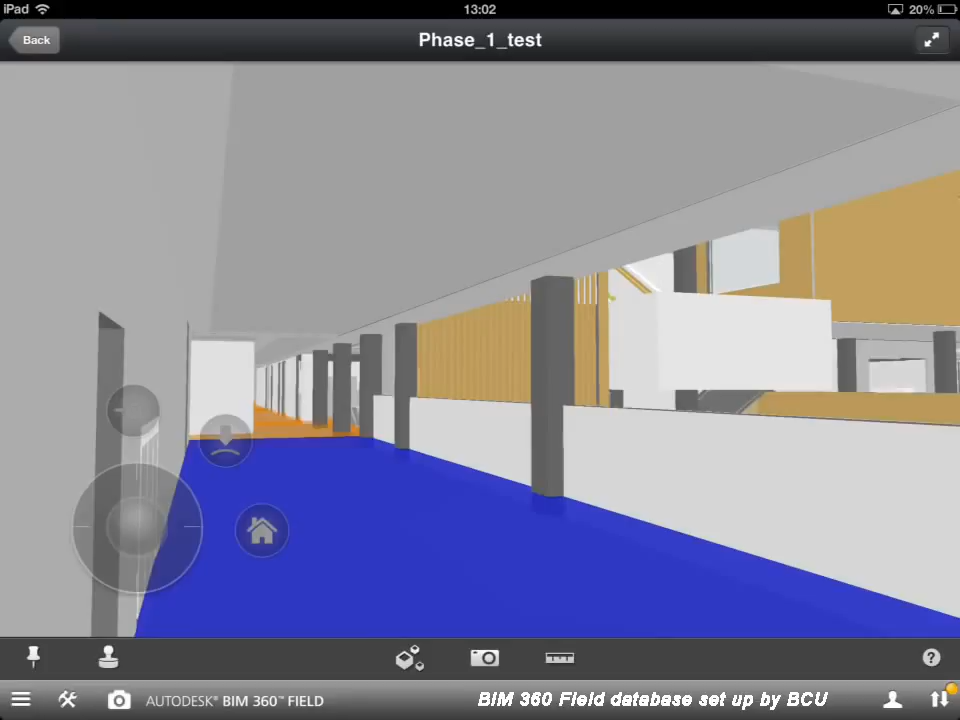 iPad 13:02 20%
Back Phase_1_test
?
AUTODESK® BIM 360™ FIELD BIM 360 Field database set up by BCU